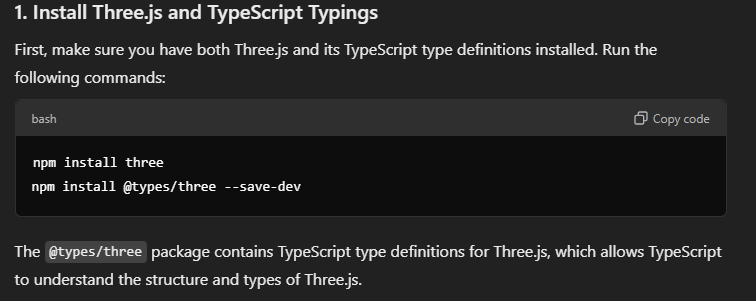 1. Install Three.js and TypeScript Typings
First, make sure you have both Three.js and its TypeScript type definitions installed. Run the
following commands:
bash
Copy code
npm install three
npm install @types/three --save-dev
The @types/three package contains TypeScript type definitions for Three.js, which allows TypeScript
to understand the structure and types of Three.js.